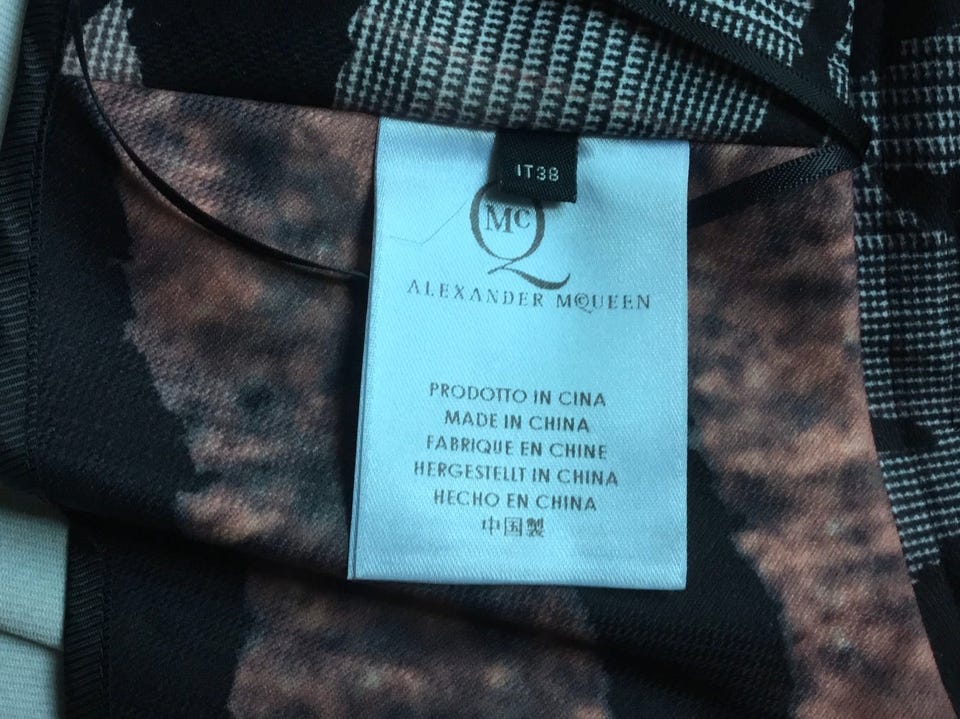 IT38
McQ
ALEXANDER McQUEEN
PRODOTTO IN CINA
MADE IN CHINA
FABRIQUE EN CHINE
HERGESTELLT IN CHINA
HECHO EN CHINA
中国製